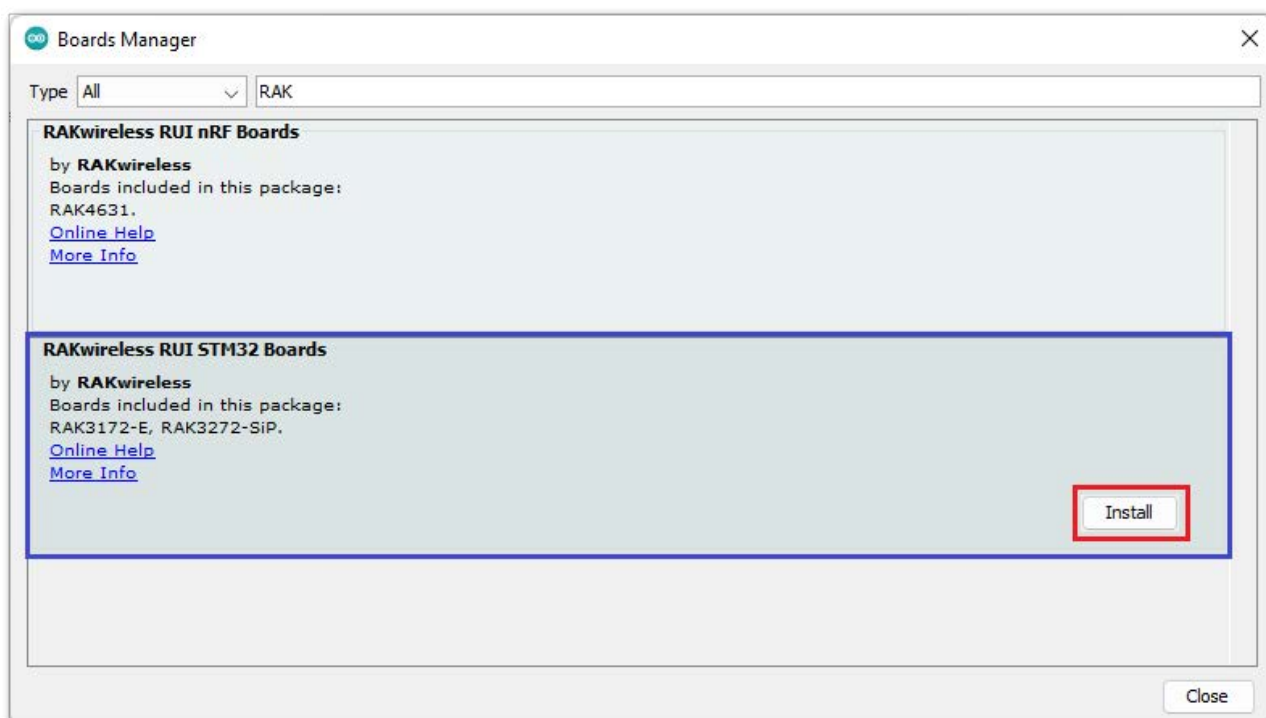 Boards Manager
Type All RAK
RAKwireless RUI nRF Boards
by RAKwireless
Boards included in this package:
RAK4631.
Online Help
More Info
RAKwireless RUI STM32 Boards
by RAKwireless
Boards included in this package:
RAK3172-E, RAK3272-SiP.
Online Help
More Info
Install
Close